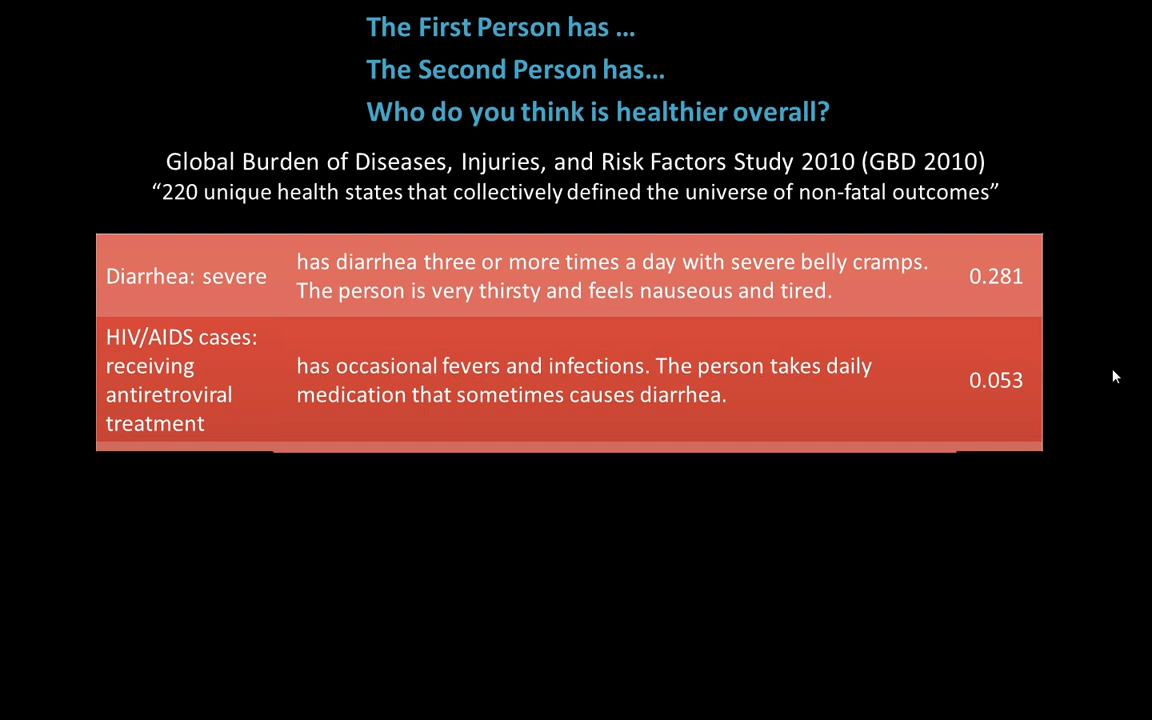 The First Person has ...
The Second Person has...
Who do you think is healthier overall?
Global Burden of Diseases, Injuries, and Risk Factors Study 2010 (GBD 2010)
“220 unique health states that collectively defined the universe of non-fatal outcomes”
Diarrhea: severe
has diarrhea three or more times a day with severe belly cramps.
The person is very thirsty and feels nauseous and tired.
0.281
HIV/AIDS cases:
receiving
antiretroviral
treatment
has occasional fevers and infections. The person takes daily
medication that sometimes causes diarrhea.
0.053